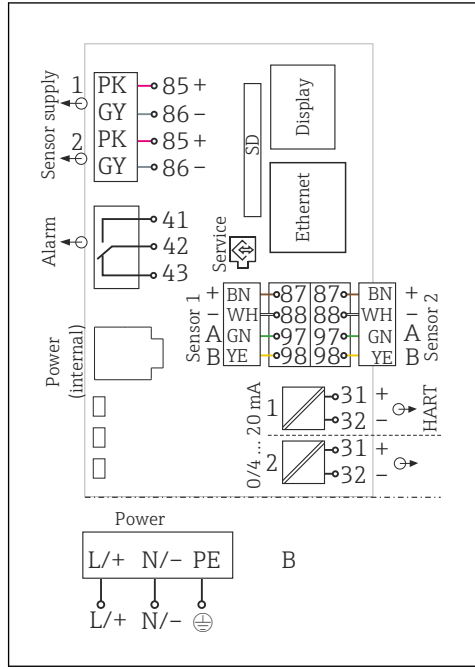 Sensor supply
1 PK 85 +
GY 86 -
2 PK 85 +
GY 86 -
SD
Display
Ethernet
Service
Alarm
41
42
43
Sensor 1
+ BN 87 87 BN +
- WH 88 88 WH -
A GN 97 97 GN A
B YE 98 98 YE B
Sensor 2
Power
(internal)
0/4 ... 20 mA
1 31 +
32 -
HART
2 31 +
32 -
Power
L/+ N/- PE
B
L/+ N/-